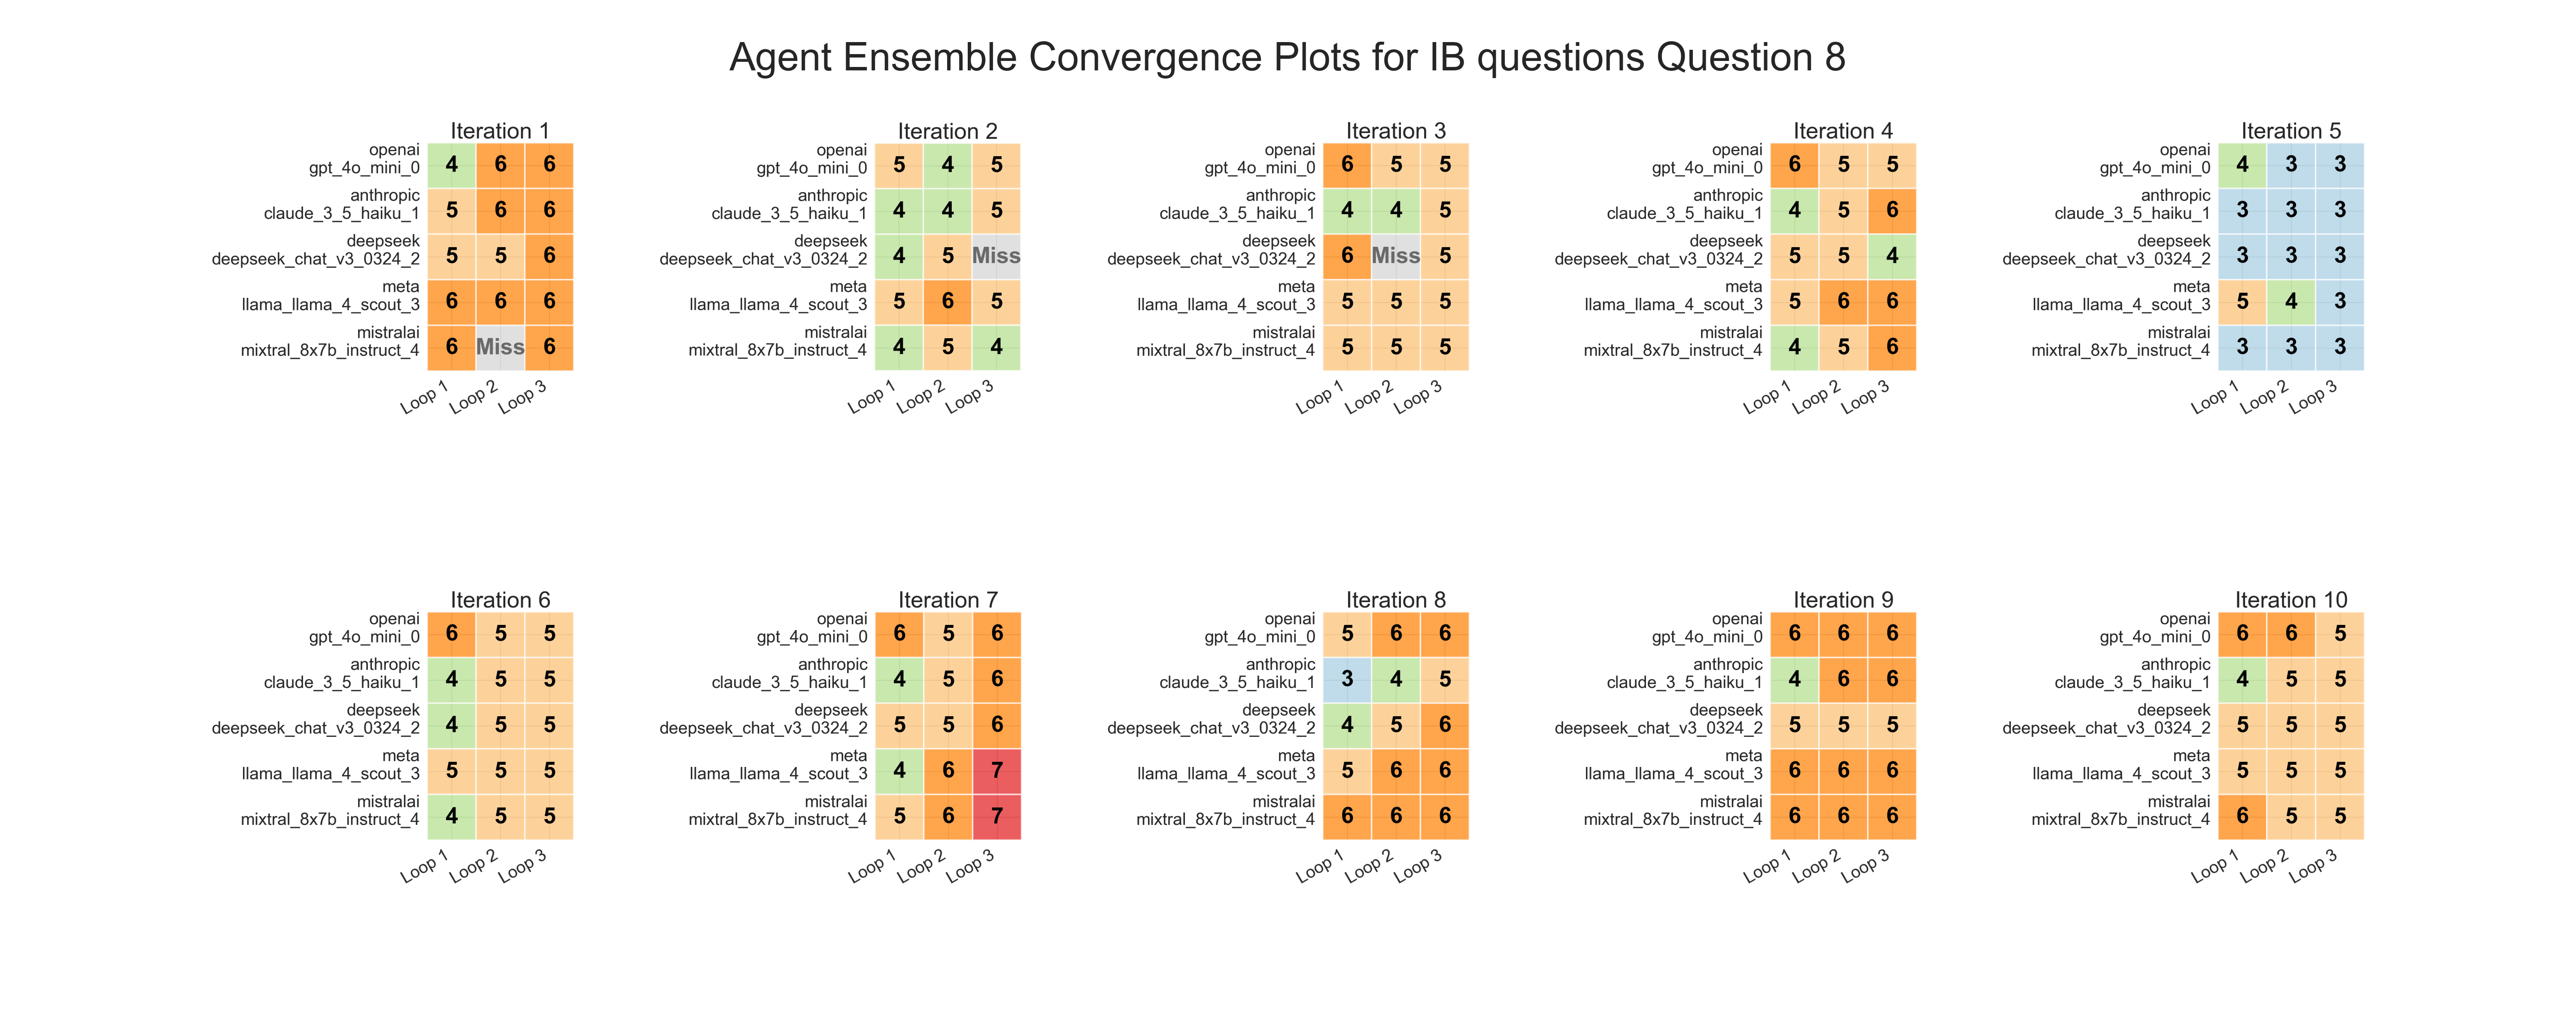 Agent Ensemble Convergence Plots for IB questions Question 8
Iteration 1
openai
gpt_4o_mini_0
4 6 6
anthropic
claude_3_5_haiku_1
5 6 6
deepseek
deepseek_chat_v3_0324_2
5 5 6
meta
llama_llama_4_scout_3
6 6 6
mistralai
mixtral_8x7b_instruct_4
6 Miss 6
Loop 1 Loop 2 Loop 3
Iteration 2
openai
gpt_4o_mini_0
5 4 5
anthropic
claude_3_5_haiku_1
4 4 5
deepseek
deepseek_chat_v3_0324_2
4 5 Miss
meta
llama_llama_4_scout_3
5 6 5
mistralai
mixtral_8x7b_instruct_4
4 5 4
Loop 1 Loop 2 Loop 3
Iteration 3
openai
gpt_4o_mini_0
6 5 5
anthropic
claude_3_5_haiku_1
4 4 5
deepseek
deepseek_chat_v3_0324_2
6 Miss 5
meta
llama_llama_4_scout_3
5 5 5
mistralai
mixtral_8x7b_instruct_4
5 5 5
Loop 1 Loop 2 Loop 3
Iteration 4
openai
gpt_4o_mini_0
6 5 5
anthropic
claude_3_5_haiku_1
4 5 6
deepseek
deepseek_chat_v3_0324_2
5 5 4
meta
llama_llama_4_scout_3
5 6 6
mistralai
mixtral_8x7b_instruct_4
4 5 6
Loop 1 Loop 2 Loop 3
Iteration 5
openai
gpt_4o_mini_0
4 3 3
anthropic
claude_3_5_haiku_1
3 3 3
deepseek
deepseek_chat_v3_0324_2
3 3 3
meta
llama_llama_4_scout_3
5 4 3
mistralai
mixtral_8x7b_instruct_4
3 3 3
Loop 1 Loop 2 Loop 3
Iteration 6
openai
gpt_4o_mini_0
6 5 5
anthropic
claude_3_5_haiku_1
4 5 5
deepseek
deepseek_chat_v3_0324_2
4 5 5
meta
llama_llama_4_scout_3
5 5 5
mistralai
mixtral_8x7b_instruct_4
4 5 5
Loop 1 Loop 2 Loop 3
Iteration 7
openai
gpt_4o_mini_0
6 5 6
anthropic
claude_3_5_haiku_1
4 5 6
deepseek
deepseek_chat_v3_0324_2
5 5 6
meta
llama_llama_4_scout_3
4 6 7
mistralai
mixtral_8x7b_instruct_4
5 6 7
Loop 1 Loop 2 Loop 3
Iteration 8
openai
gpt_4o_mini_0
5 6 6
anthropic
claude_3_5_haiku_1
3 4 5
deepseek
deepseek_chat_v3_0324_2
4 5 6
meta
llama_llama_4_scout_3
5 6 6
mistralai
mixtral_8x7b_instruct_4
6 6 6
Loop 1 Loop 2 Loop 3
Iteration 9
openai
gpt_4o_mini_0
6 6 6
anthropic
claude_3_5_haiku_1
4 6 6
deepseek
deepseek_chat_v3_0324_2
5 5 5
meta
llama_llama_4_scout_3
6 6 6
mistralai
mixtral_8x7b_instruct_4
6 6 6
Loop 1 Loop 2 Loop 3
Iteration 10
openai
gpt_4o_mini_0
6 6 5
anthropic
claude_3_5_haiku_1
4 5 5
deepseek
deepseek_chat_v3_0324_2
5 5 5
meta
llama_llama_4_scout_3
5 5 5
mistralai
mixtral_8x7b_instruct_4
6 5 5
Loop 1 Loop 2 Loop 3